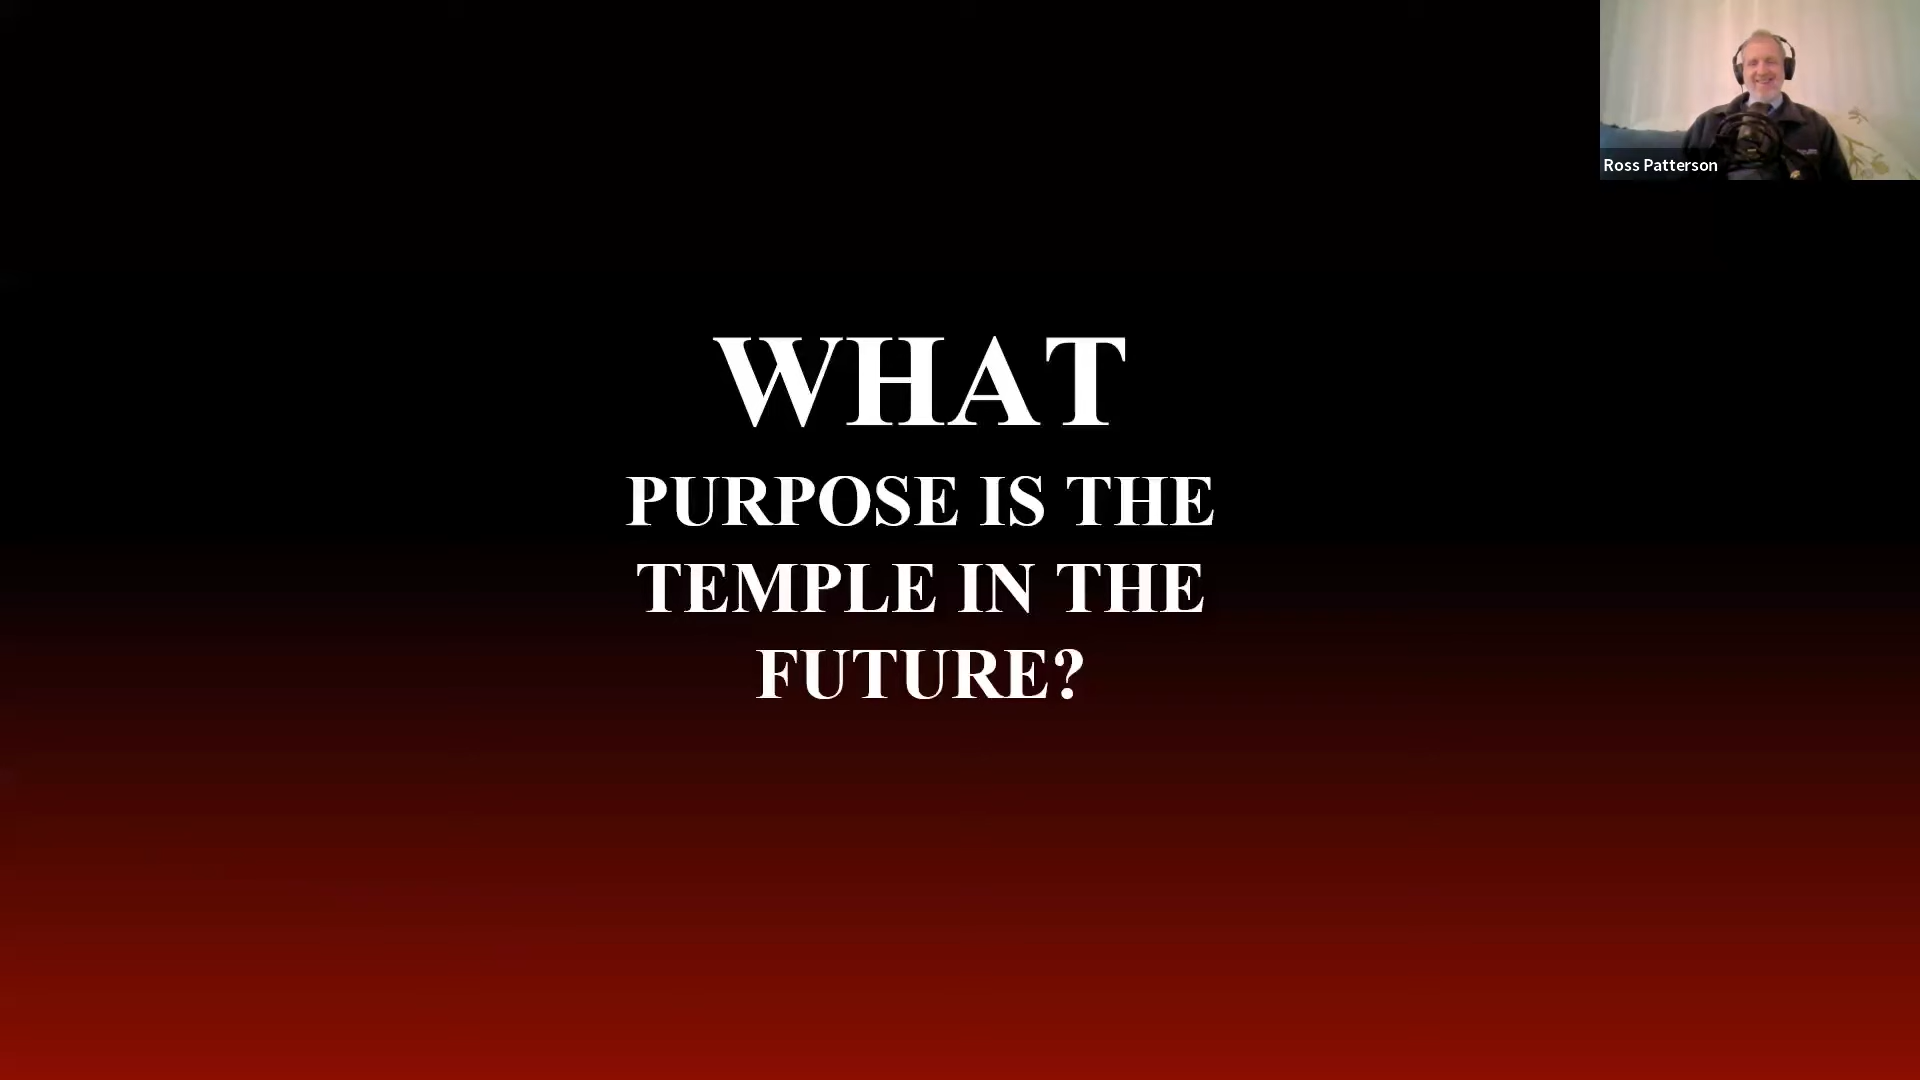 Ross Patterson
WHAT
PURPOSE IS THE
TEMPLE IN THE
FUTURE?